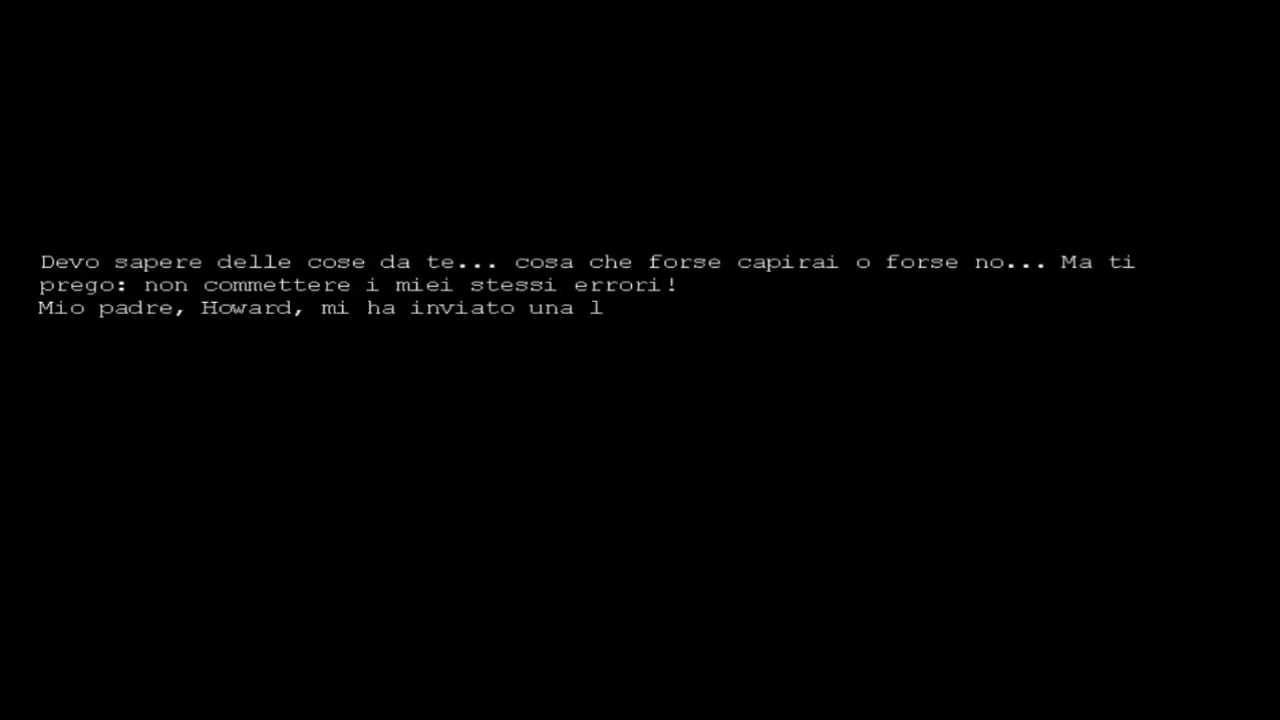 Devo sapere delle cose da te... cosa che forse capirai o forse no... Ma ti
prego: non commettere i miei stessi errori!
Mio padre, Howard, mi ha inviato una l